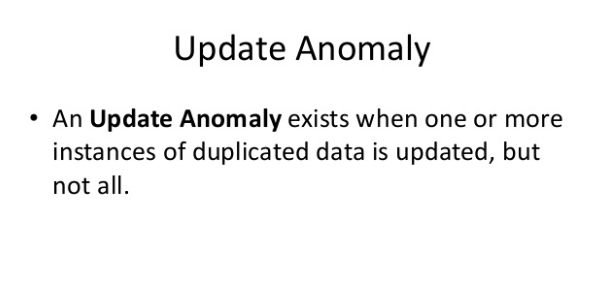 Update Anomaly
• An Update Anomaly exists when one or more
instances of duplicated data is updated, but
not all.